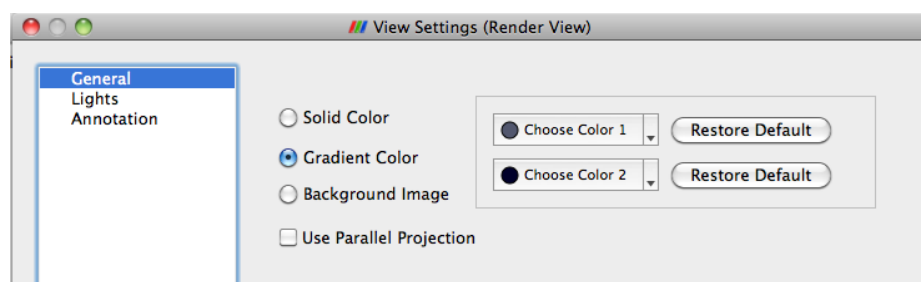 View Settings (Render View)
General
Lights
Annotation
Solid Color
Gradient Color
Background Image
Use Parallel Projection
Choose Color 1
Restore Default
Choose Color 2
Restore Default